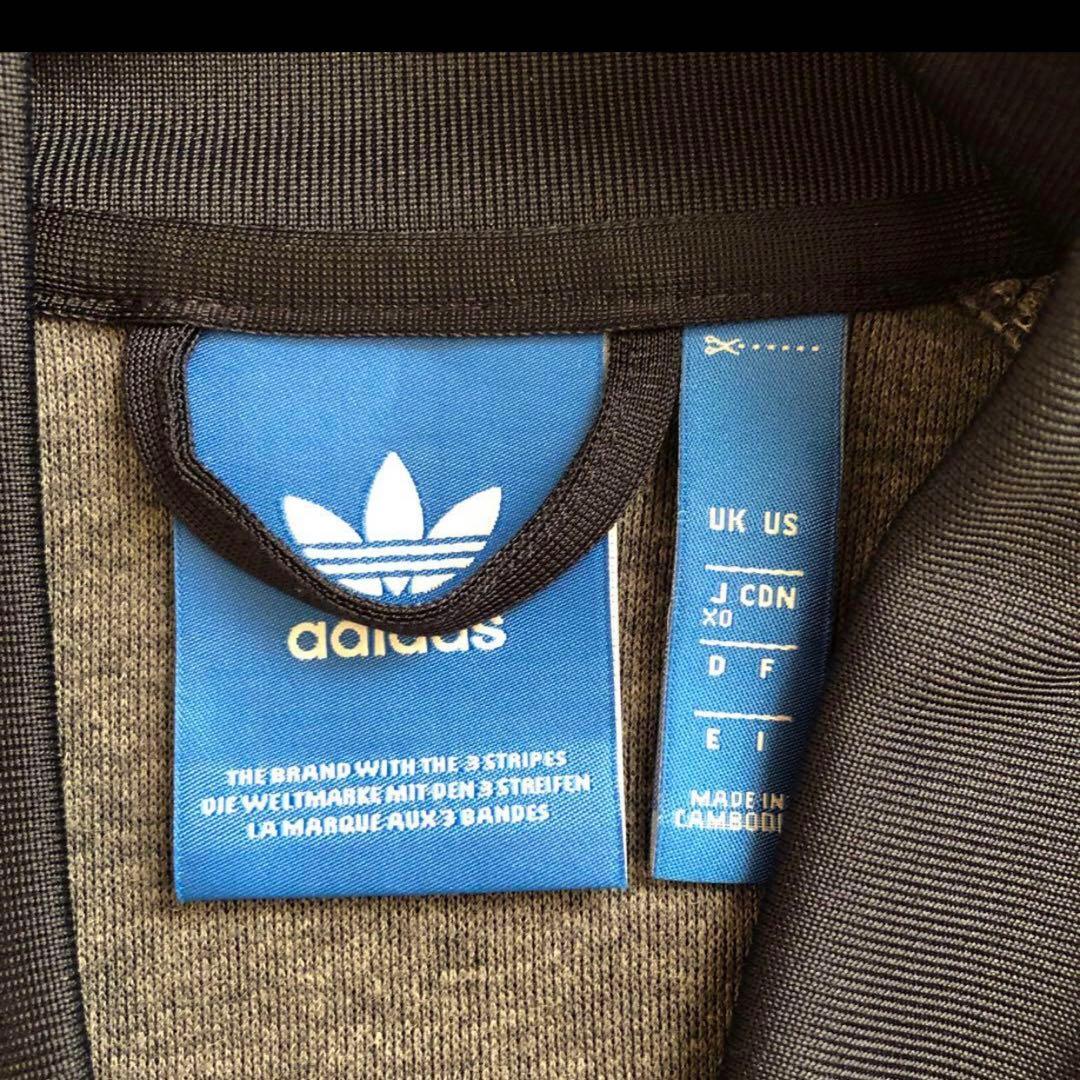 adidas
THE BRAND WITH THE 3 STRIPES
DIE WELTMARKE MIT DEN 3 STREIFEN
LA MARQUE AUX 3 BANDES
UK US
J CDN
XO
D F
E I
MADE IN
CAMBODI